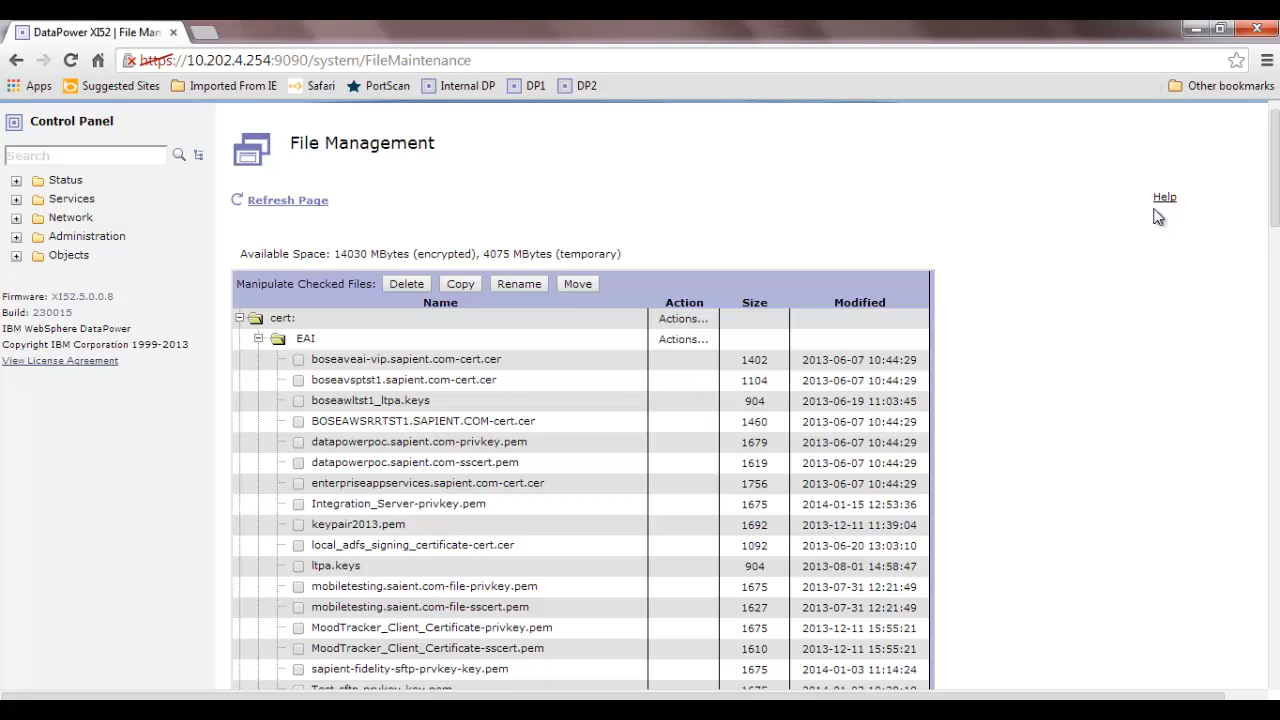 DataPower XI52 | File Man
https://10.202.4.254:9090/system/FileMaintenance
Apps Suggested Sites Imported From IE Safari PortScan Internal DP DP1 DP2 Other bookmarks
Control Panel
Search
Status
Services
Network
Administration
Objects
Firmware: XI52.5.0.0.8
Build: 230015
IBM WebSphere DataPower
Copyright IBM Corporation 1999-2013
View License Agreement
File Management
Refresh Page
Help
Available Space: 14030 MBytes (encrypted), 4075 MBytes (temporary)
Manipulate Checked Files: Delete Copy Rename Move
Name Action Size Modified
cert: Actions...
EAI Actions...
boseaveai-vip.sapient.com-cert.cer 1402 2013-06-07 10:44:29
boseavsptst1.sapient.com-cert.cer 1104 2013-06-07 10:44:29
boseawltst1_ltpa.keys 904 2013-06-19 11:03:45
BOSEAWSRRTST1.SAPIENT.COM-cert.cer 1460 2013-06-07 10:44:29
datapowerpoc.sapient.com-privkey.pem 1679 2013-06-07 10:44:29
datapowerpoc.sapient.com-sscert.pem 1619 2013-06-07 10:44:29
enterpriseappservices.sapient.com-cert.cer 1756 2013-06-07 10:44:29
Integration_Server-privkey.pem 1675 2014-01-15 12:53:36
keypair2013.pem 1692 2013-12-11 11:39:04
local_adfs_signing_certificate-cert.cer 1092 2013-06-20 13:03:10
ltpa.keys 904 2013-08-01 14:58:47
mobiletesting.saient.com-file-privkey.pem 1675 2013-07-31 12:21:49
mobiletesting.saient.com-file-sscert.pem 1627 2013-07-31 12:21:49
MoodTracker_Client_Certificate-privkey.pem 1675 2013-12-11 15:55:21
MoodTracker_Client_Certificate-sscert.pem 1610 2013-12-11 15:55:21
sapient-fidelity-sftp-prvkey-key.pem 1675 2014-01-03 11:14:24